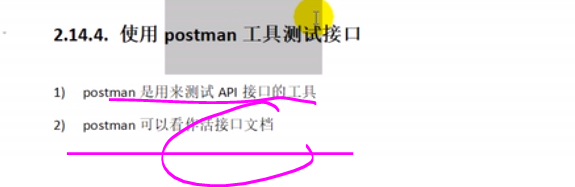 2.14.4. 使用 postman 工具测试接口
1) postman 是用来测试 API 接口的工具
2) postman 可以看作活接口文档